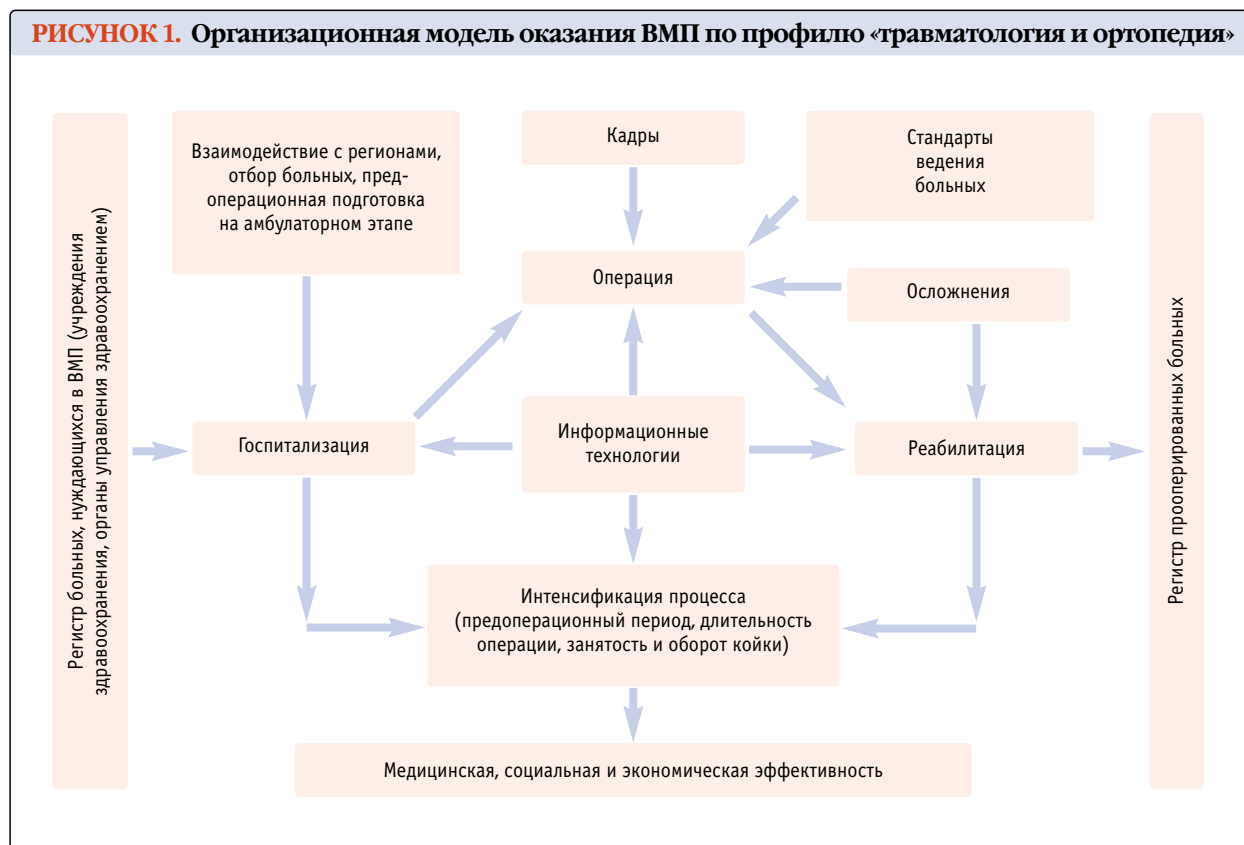 РИСУНОК 1. Организационная модель оказания ВМП по профилю «травматология и ортопедия»
Регистр больных, нуждающихся в ВМП (учреждения
здравоохранения, органы управления здравоохранением)
Взаимодействие с регионами,
отбор больных, пред-
операционная подготовка
на амбулаторном этапе
Кадры
Стандарты
ведения
больных
Операция
Осложнения
Госпитализация
Информационные
технологии
Реабилитация
Интенсификация процесса
(предоперационный период, длительность
операции, занятость и оборот койки)
Медицинская, социальная и экономическая эффективность
Регистр прооперированных больных